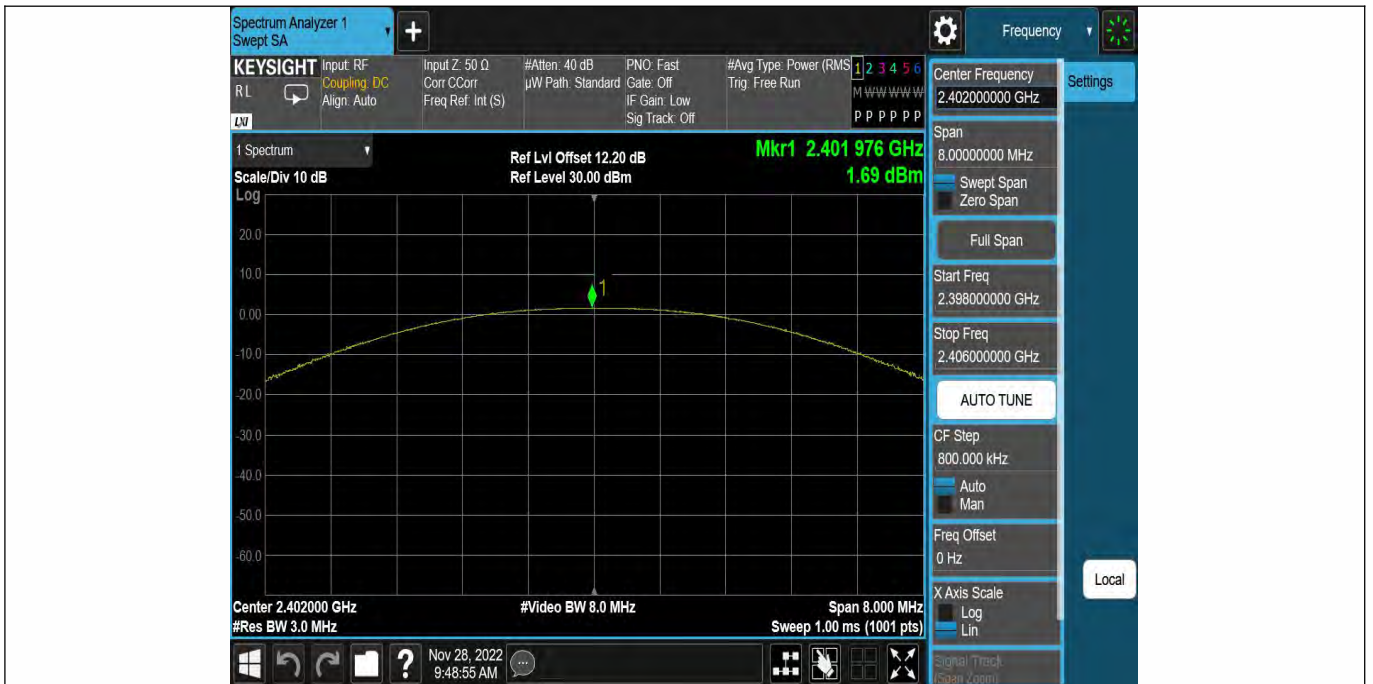 Spectrum Analyzer 1
Swept SA
+
Frequency
KEYSIGHT
RL
LXI
Input: RF
Coupling: DC
Align: Auto
Input Z: 50 Ω
Corr CCorr
Freq Ref: Int (S)
#Atten: 40 dB
µW Path: Standard
PNO: Fast
Gate: Off
IF Gain: Low
Sig Track: Off
#Avg Type: Power (RMS
Trig: Free Run
1 2 3 4 5 6
M W W W W W
P P P P P P
1 Spectrum
Scale/Div 10 dB
Log
Ref Lvl Offset 12.20 dB
Ref Level 30.00 dBm
Mkr1 2.401 976 GHz
1.69 dBm
20.0
10.0
0.00
-10.0
-20.0
-30.0
-40.0
-50.0
-60.0
1
Center 2.402000 GHz
#Res BW 3.0 MHz
#Video BW 8.0 MHz
Span 8.000 MHz
Sweep 1.00 ms (1001 pts)
Nov 28, 2022
9:48:55 AM
?
Center Frequency
2.402000000 GHz
Settings
Span
8.00000000 MHz
Swept Span
Zero Span
Full Span
Start Freq
2.398000000 GHz
Stop Freq
2.406000000 GHz
AUTO TUNE
CF Step
800.000 kHz
Auto
Man
Freq Offset
0 Hz
X Axis Scale
Log
Lin
Local
Signal Track
(Span Zoom)